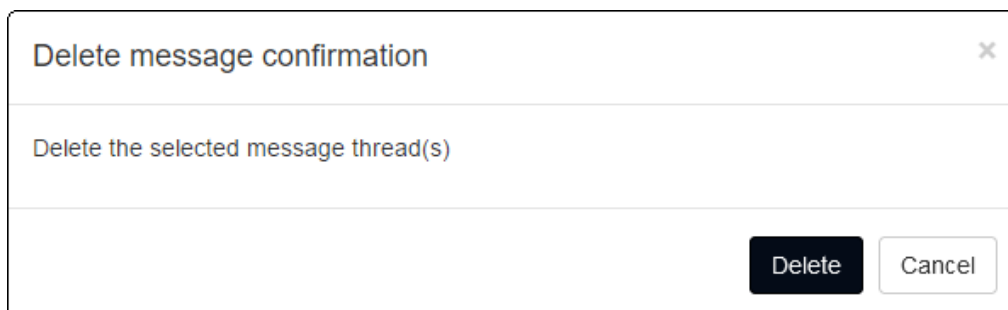 Delete message confirmation
×
Delete the selected message thread(s)
Delete
Cancel